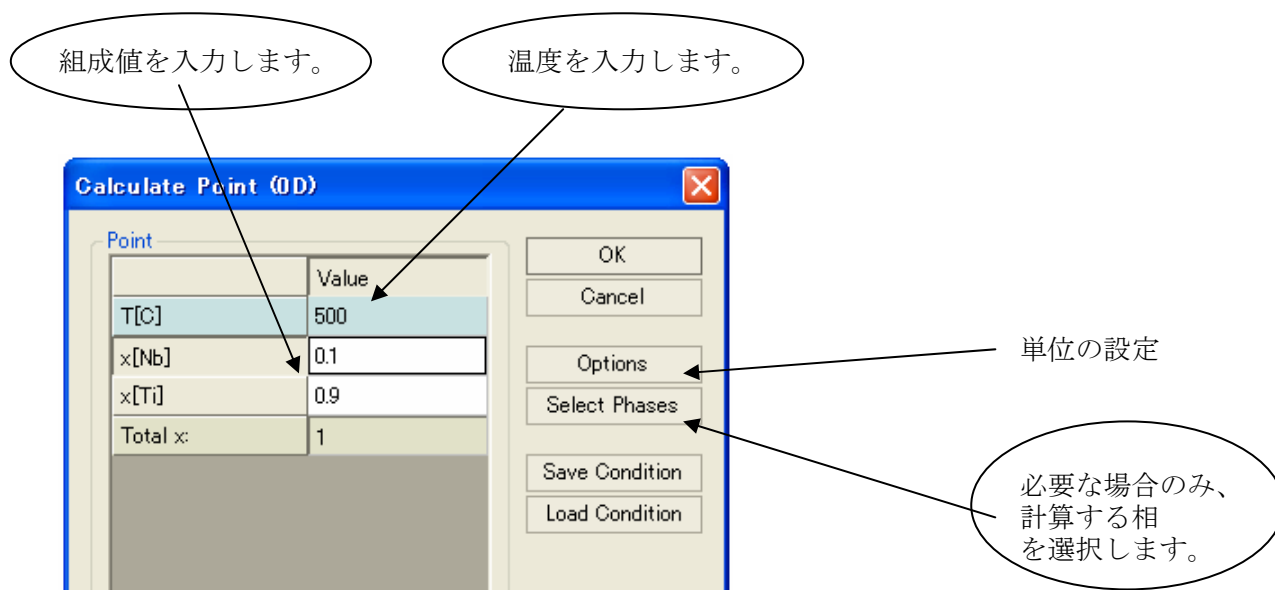 組成値を入力します。
温度を入力します。
Calculate Point (0D)
Point
Value
T[C]
500
x[Nb]
0.1
x[Ti]
0.9
Total x:
1
OK
Cancel
Options
Select Phases
Save Condition
Load Condition
単位の設定
必要な場合のみ、
計算する相
を選択します。